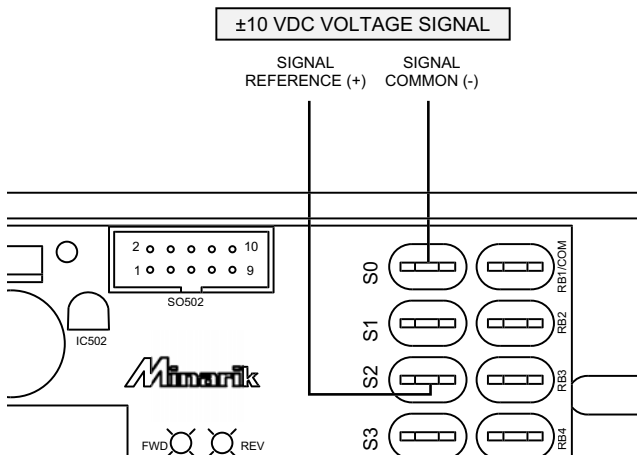 ±10 VDC VOLTAGE SIGNAL
SIGNAL
REFERENCE (+)
SIGNAL
COMMON (-)
2
10
1
9
SO502
IC502
Minarik
FWD
REV
S0
RB1/COM
S1
RB2
S2
RB3
S3
RB4